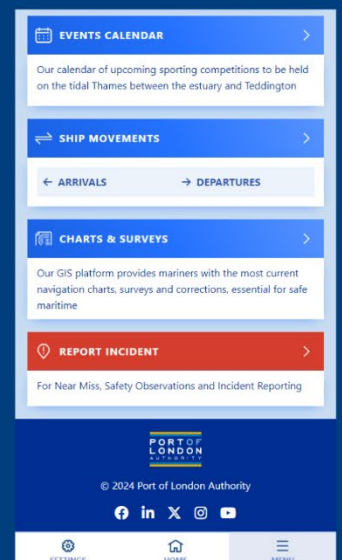 EVENTS CALENDAR
Our calendar of upcoming sporting competitions to be held
on the tidal Thames between the estuary and Teddington
SHIP MOVEMENTS
← ARRIVALS → DEPARTURES
CHARTS & SURVEYS
Our GIS platform provides mariners with the most current
navigation charts, surveys and corrections, essential for safe
maritime
REPORT INCIDENT
For Near Miss, Safety Observations and Incident Reporting
PORT OF
LONDON
AUTHORITY
© 2024 Port of London Authority
SETTINGS HOME MENU